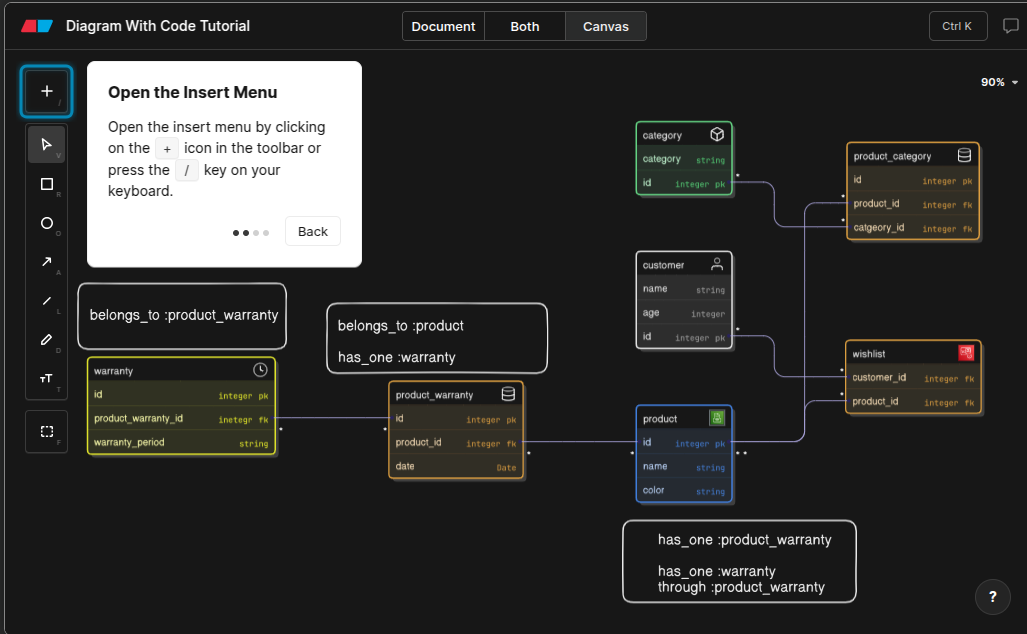 Diagram With Code Tutorial
Document
Both
Canvas
Ctrl K
90%
+
/
V
R
O
A
L
D
T
F
Open the Insert Menu
Open the insert menu by clicking
on the + icon in the toolbar or
press the / key on your
keyboard.
Back
category
category string
id integer pk
product_category
id integer pk
product_id integer fk
catgeory_id integer fk
customer
name string
age integer
id integer pk
belongs_to :product_warranty
belongs_to :product
has_one :warranty
warranty
id integer pk
product_warranty_id inetegr fk
warranty_period string
product_warranty
id integer pk
product_id integer fk
date Date
product
id integer pk
name string
color string
wishlist
customer_id integer fk
product_id integer fk
has_one :product_warranty
has_one :warranty
through :product_warranty
?